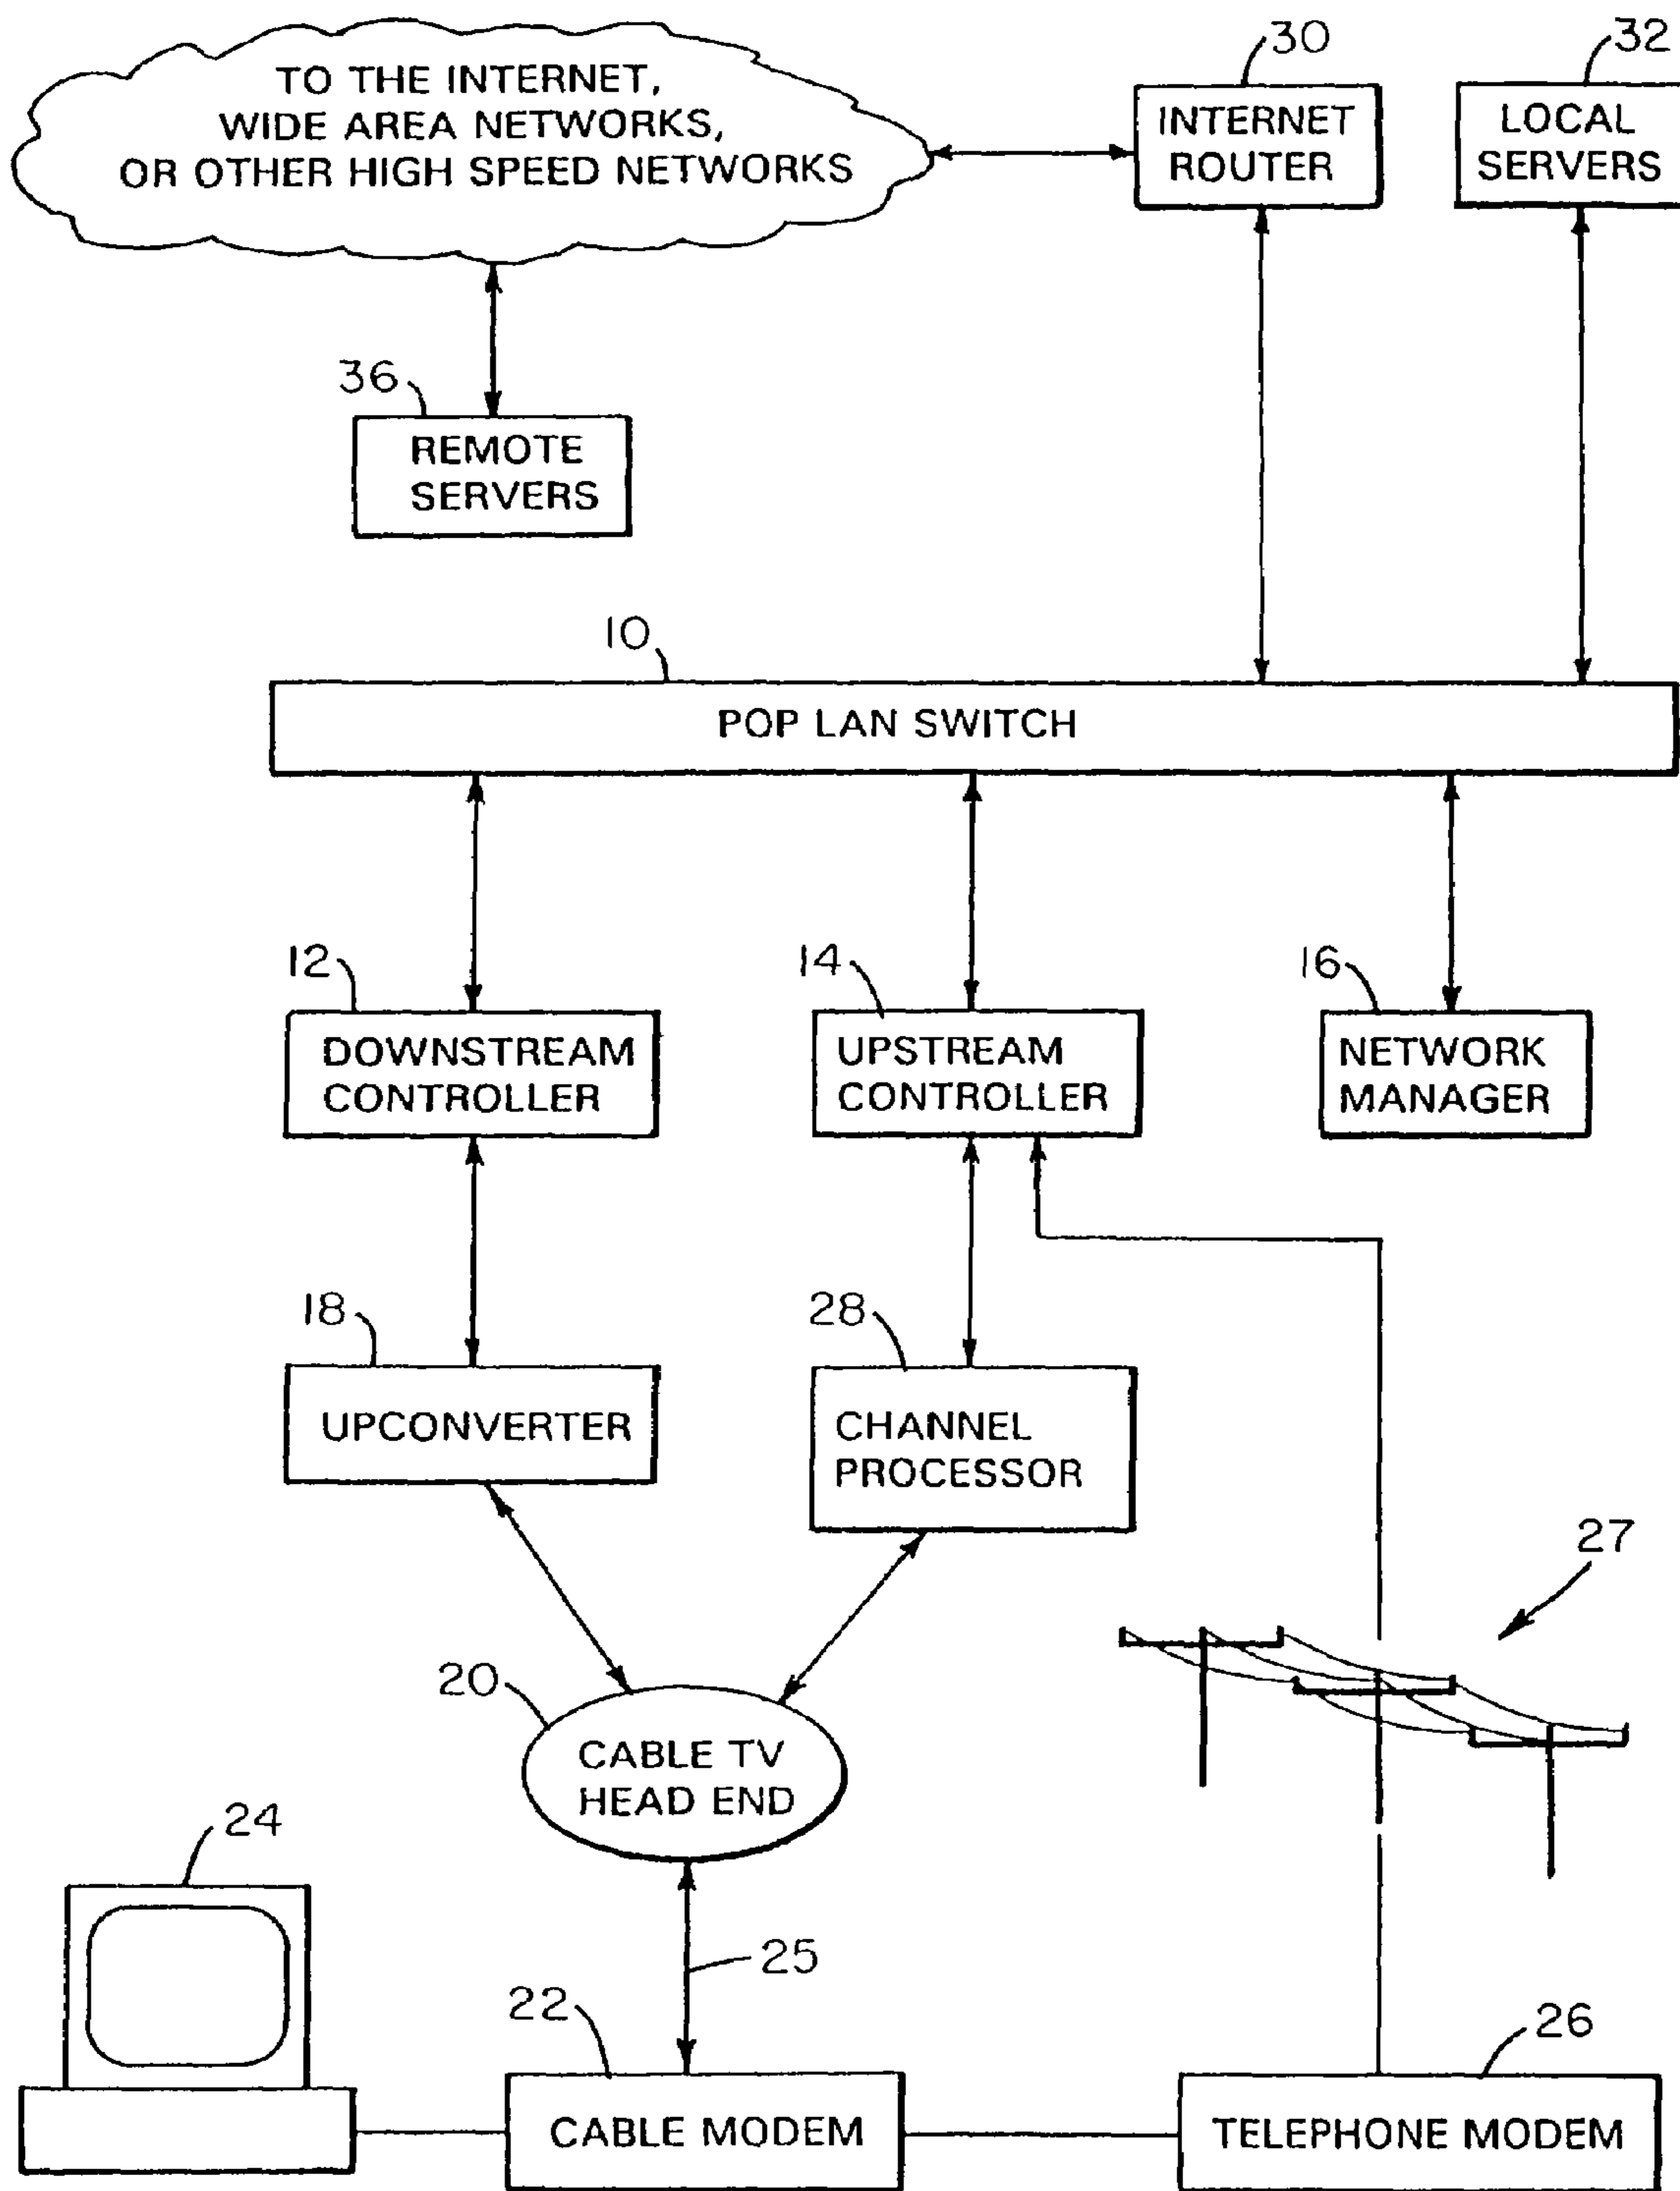 TO THE INTERNET,
WIDE AREA NETWORKS,
OR OTHER HIGH SPEED NETWORKS
30
INTERNET
ROUTER
32
LOCAL
SERVERS
36
REMOTE
SERVERS
10
POP LAN SWITCH
12
DOWNSTREAM
CONTROLLER
14
UPSTREAM
CONTROLLER
16
NETWORK
MANAGER
18
UPCONVERTER
28
CHANNEL
PROCESSOR
27
20
CABLE TV
HEAD END
24
25
22
CABLE MODEM
26
TELEPHONE MODEM